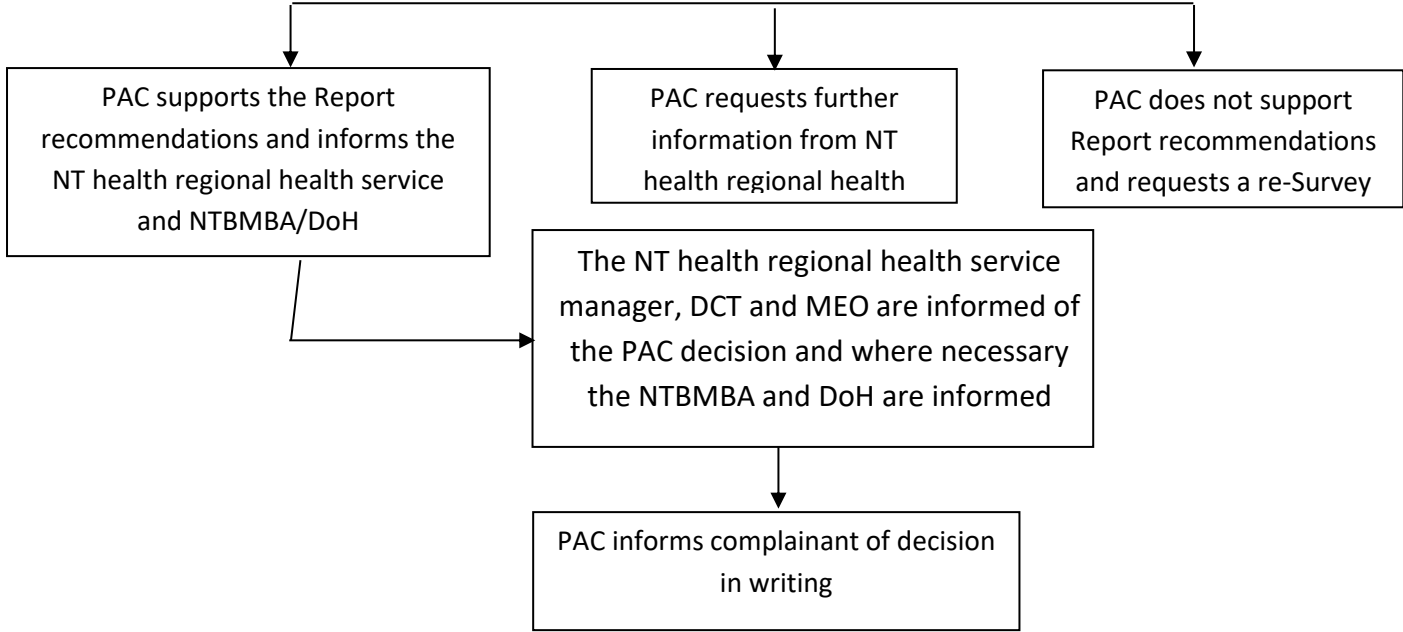 PAC supports the Report
recommendations and informs the
NT health regional health service
and NTBMBA/DoH
PAC requests further
information from NT
health regional health
PAC does not support
Report recommendations
and requests a re-Survey
The NT health regional health service
manager, DCT and MEO are informed of
the PAC decision and where necessary
the NTBMBA and DoH are informed
PAC informs complainant of decision
in writing